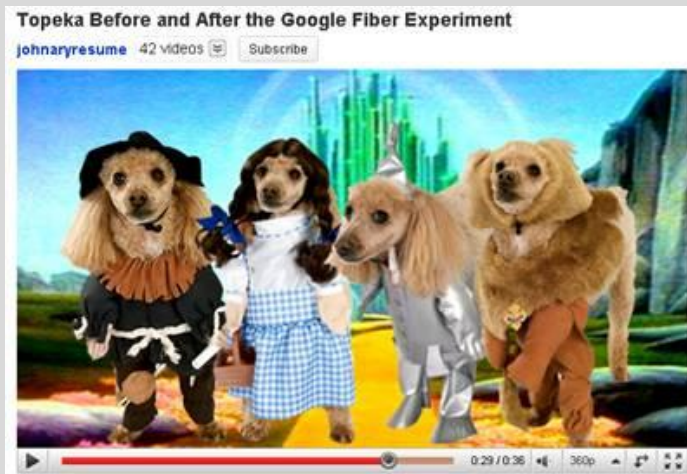 Topeka Before and After the Google Fiber Experiment
johnaryresume 42 videos Subscribe
0:29 / 0:36 360p